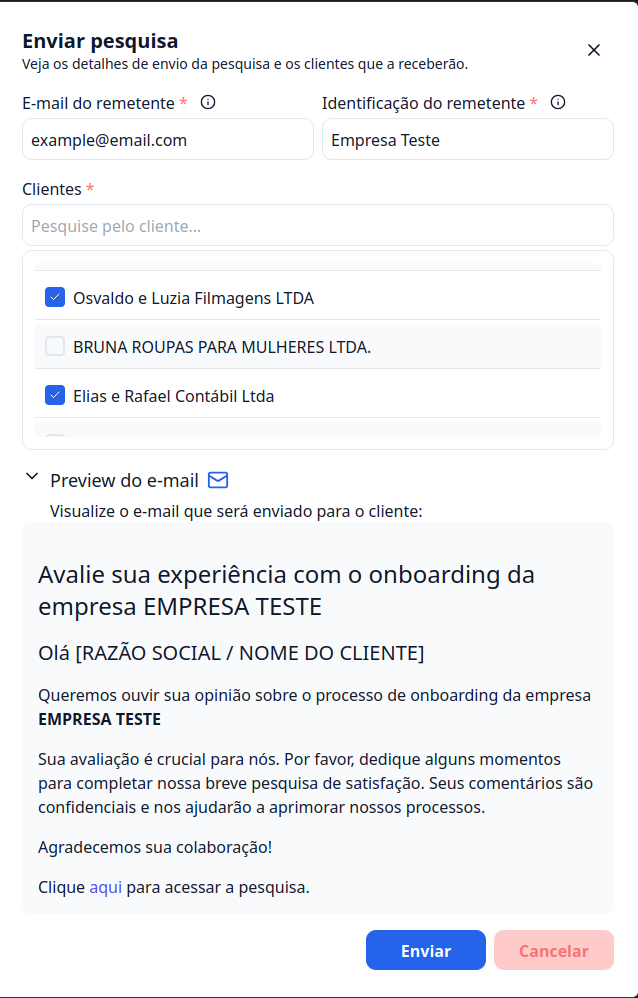 Enviar pesquisa
Veja os detalhes de envio da pesquisa e os clientes que a receberão.
E-mail do remetente *
Identificação do remetente *
example@email.com
Empresa Teste
Clientes *
Pesquise pelo cliente...
Osvaldo e Luzia Filmagens LTDA
BRUNA ROUPAS PARA MULHERES LTDA.
Elias e Rafael Contábil Ltda
Preview do e-mail
Visualize o e-mail que será enviado para o cliente:
Avalie sua experiência com o onboarding da
empresa EMPRESA TESTE
Olá [RAZÃO SOCIAL / NOME DO CLIENTE]
Queremos ouvir sua opinião sobre o processo de onboarding da empresa
EMPRESA TESTE
Sua avaliação é crucial para nós. Por favor, dedique alguns momentos
para completar nossa breve pesquisa de satisfação. Seus comentários são
confidenciais e nos ajudarão a aprimorar nossos processos.
Agradecemos sua colaboração!
Clique aqui para acessar a pesquisa.
Enviar
Cancelar